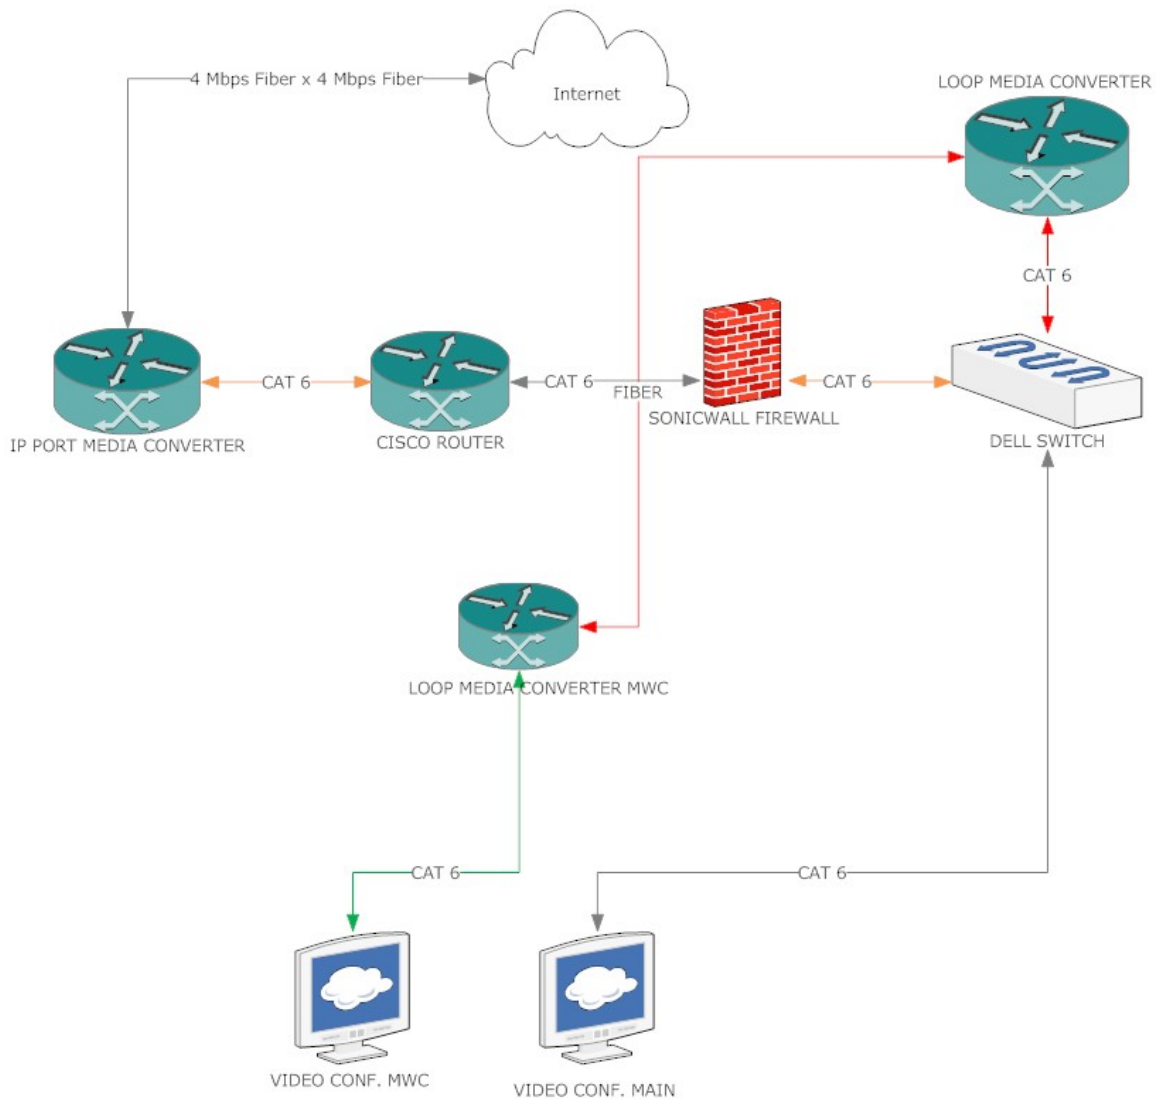 4 Mbps Fiber x 4 Mbps Fiber
Internet
LOOP MEDIA CONVERTER
CAT 6
CAT 6
CAT 6
FIBER
CAT 6
IP PORT MEDIA CONVERTER
CISCO ROUTER
SONICWALL FIREWALL
DELL SWITCH
LOOP MEDIA CONVERTER MWC
CAT 6
CAT 6
VIDEO CONF. MWC
VIDEO CONF. MAIN